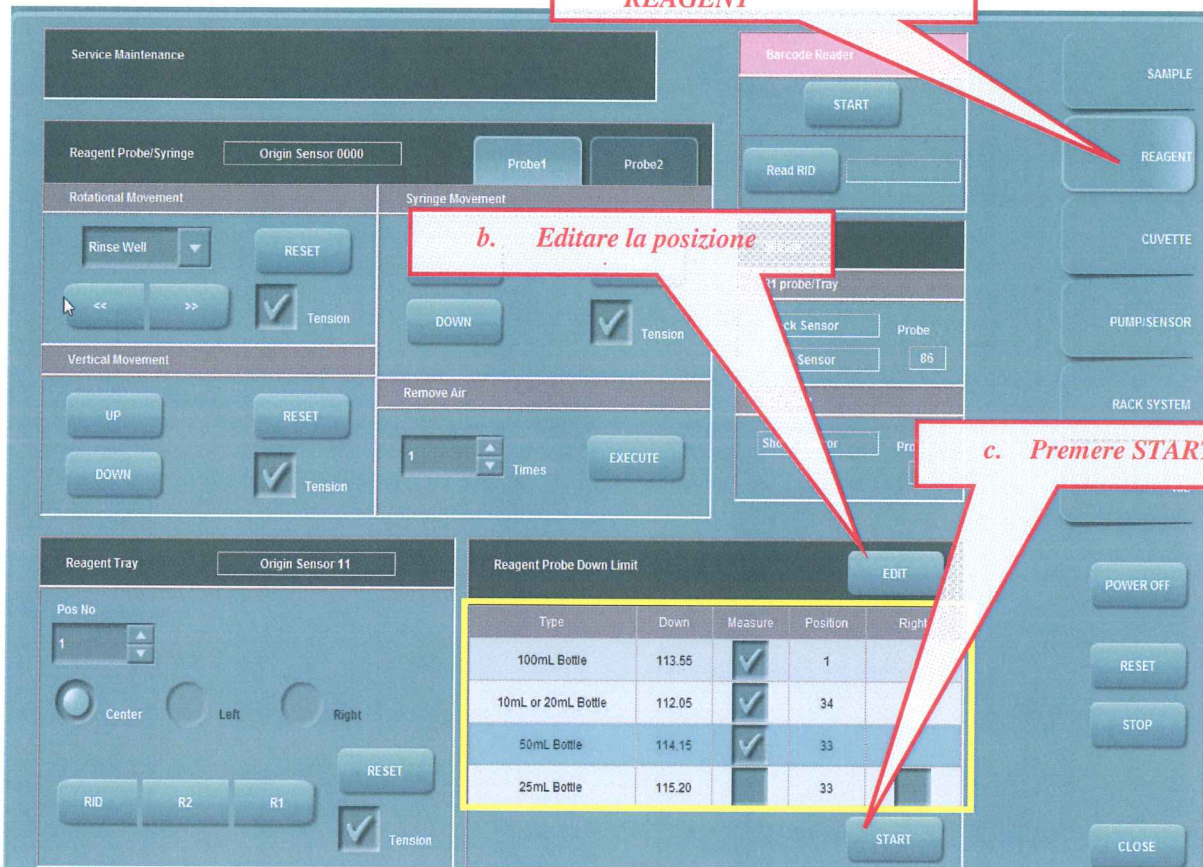 REAGENT
Service Maintenance
Barcode Reader
START
Read RID
SAMPLE
REAGENT
CUVETTE
PUMP/SENSOR
RACK SYSTEM
Reagent Probe/Syringe
Origin Sensor 0000
Probe1
Probe2
Rotational Movement
Rinse Well
RESET
<<
>>
Tension
Syringe Movement
DOWN
Tension
b. Editare la posizione
R1 probe/Tray
Sensor
Probe
Sensor
86
Vertical Movement
UP
RESET
DOWN
Tension
Remove Air
1
Times
EXECUTE
c. Premere START
Reagent Tray
Origin Sensor 11
Pos No
1
Center
Left
Right
RESET
RID
R2
R1
Tension
Reagent Probe Down Limit
EDIT
Type Down Measure Position Right
100mL Bottle 113.55 1
10mL or 20mL Bottle 112.05 34
50mL Bottle 114.15 33
25mL Bottle 115.20 33
START
POWER OFF
RESET
STOP
CLOSE